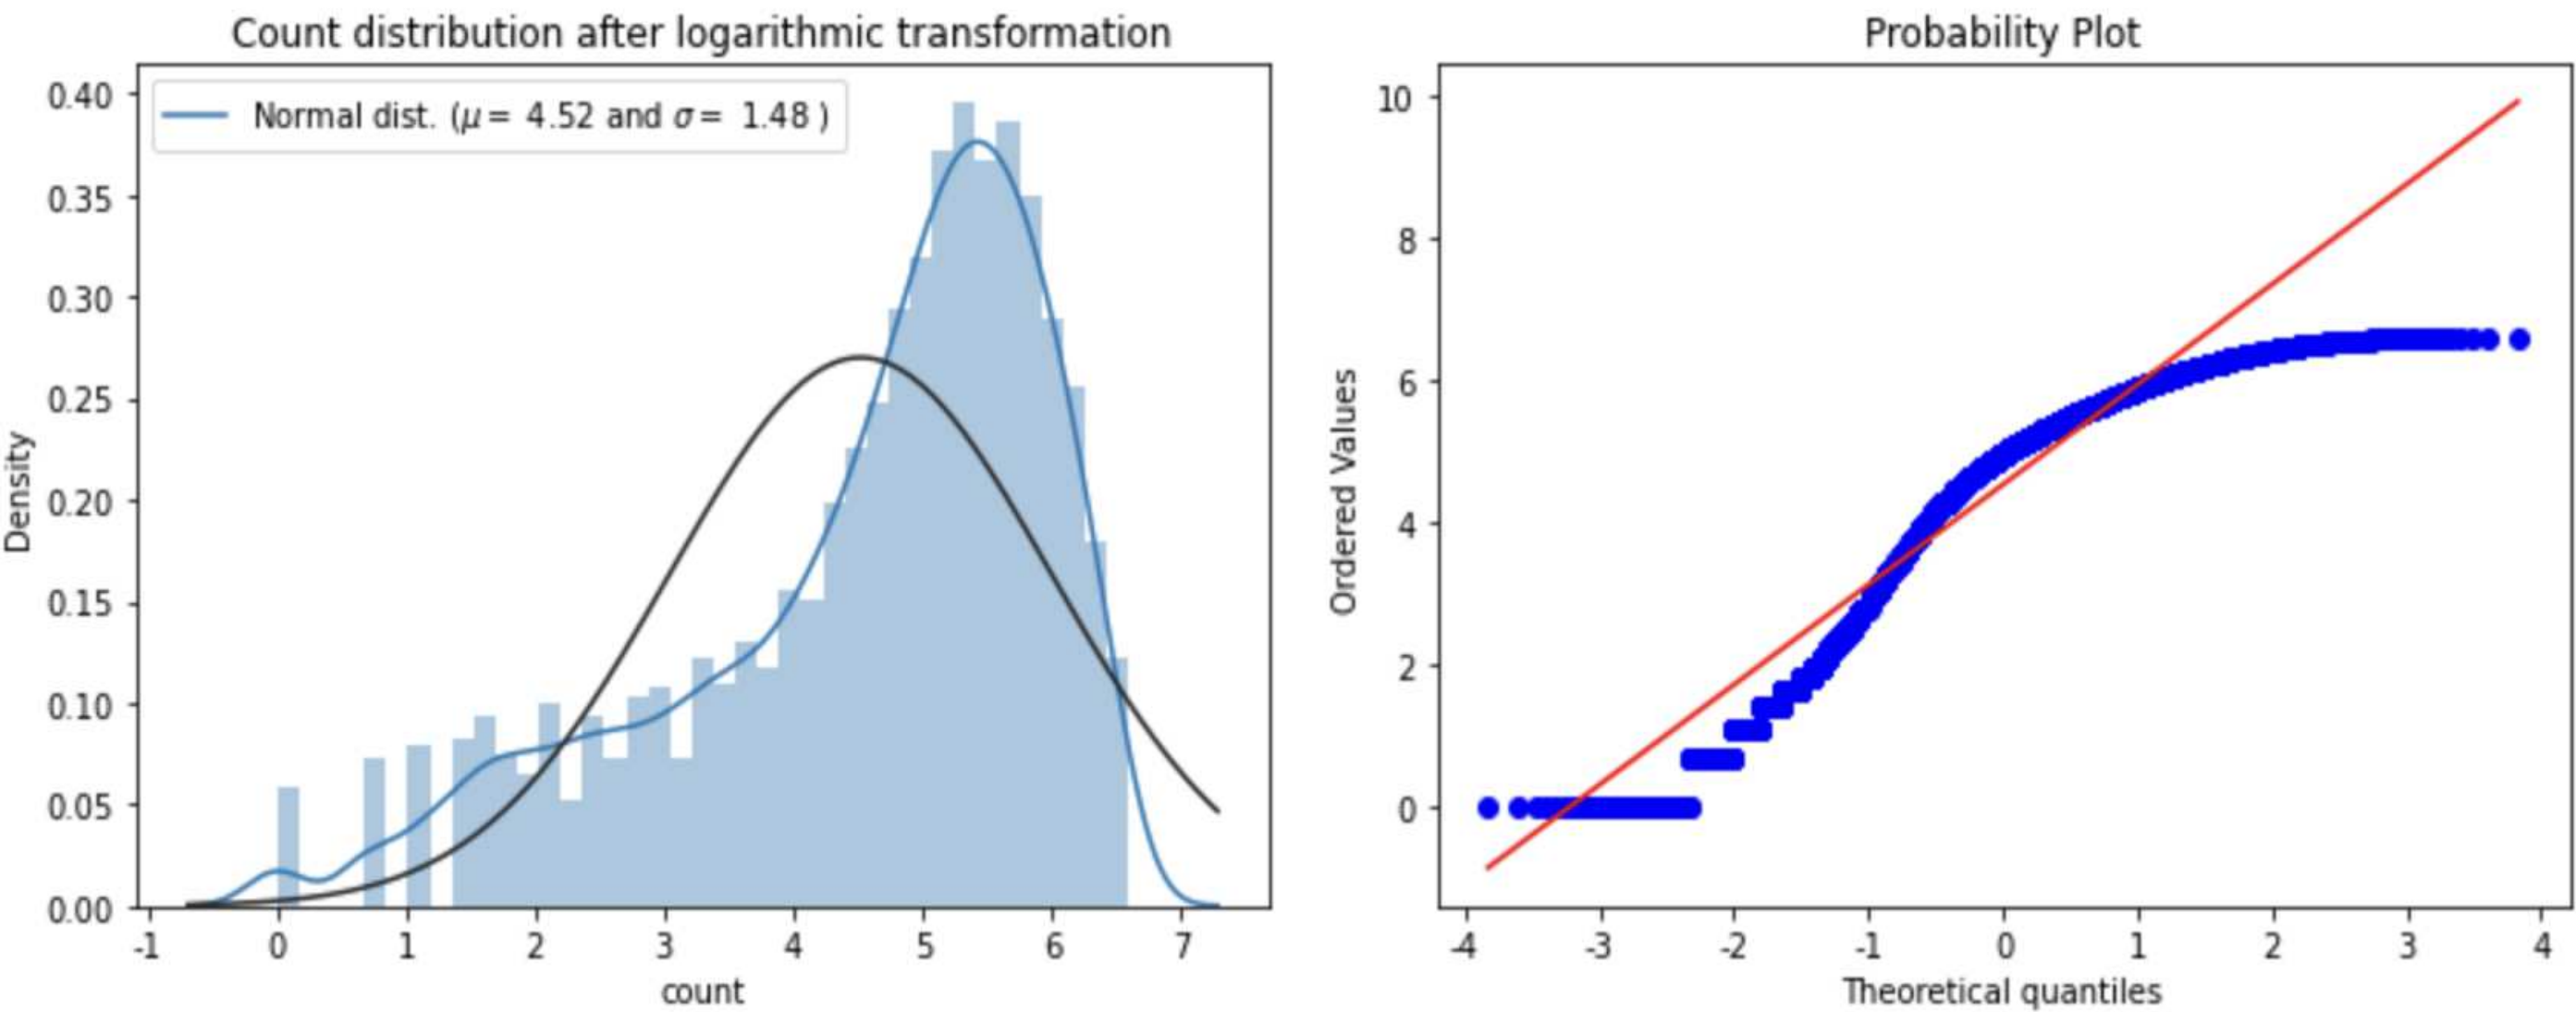 Count distribution after logarithmic transformation
Normal dist. (μ = 4.52 and σ = 1.48 )
0.40
0.35
0.30
0.25
0.20
0.15
0.10
0.05
0.00
Density
-1 0 1 2 3 4 5 6 7
count
Probability Plot
10
8
6
4
2
0
Ordered Values
-4 -3 -2 -1 0 1 2 3 4
Theoretical quantiles